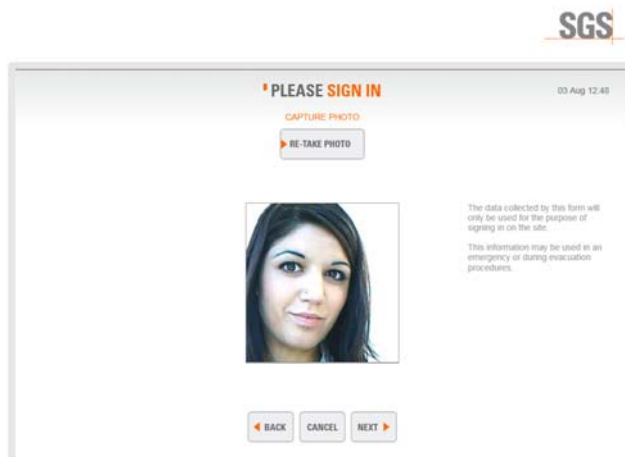 SGS
PLEASE SIGN IN
03 Aug 12:48
CAPTURE PHOTO
RE-TAKE PHOTO
The data collected by this form will
only be used for the purpose of
signing in on the site.
This information may be used in an
emergency or during evacuation
procedures.
BACK
CANCEL
NEXT